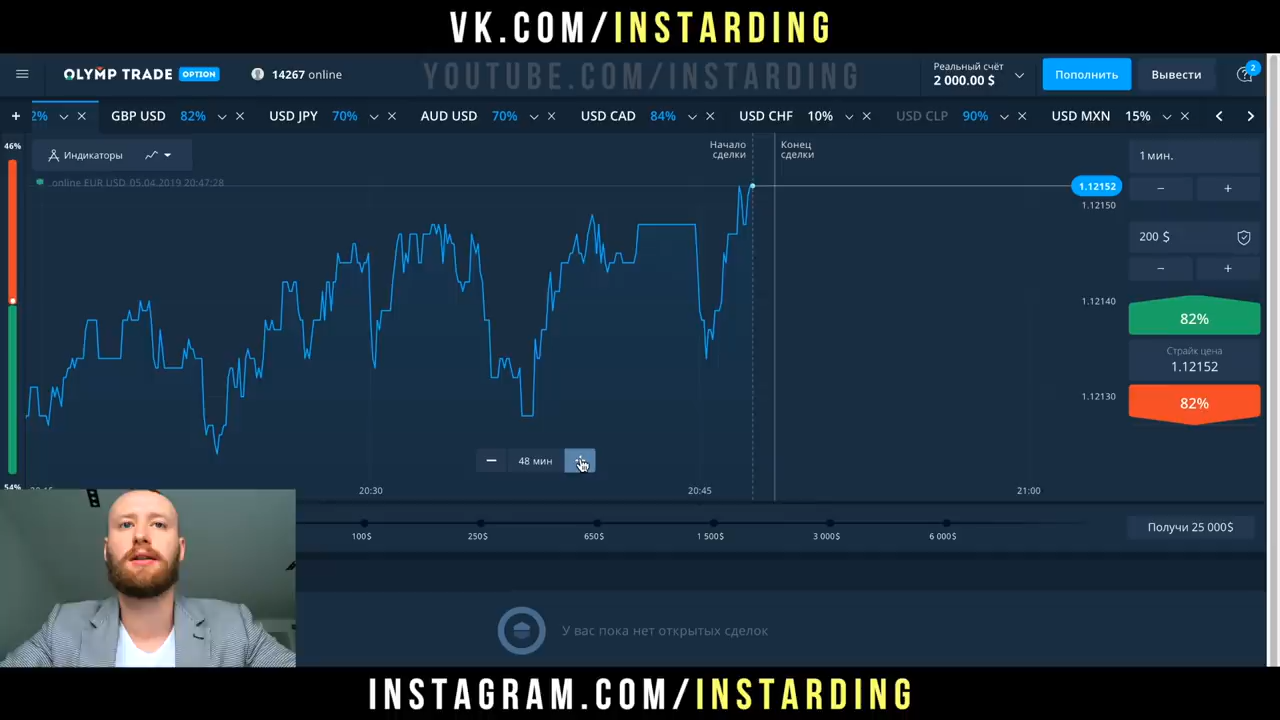 VK.COM/INSTARDING
OLYMP TRADE OPTION
14267 online
YOUTUBE.COM/INSTARDING
Реальный счёт
2 000.00 $
Пополнить
Вывести
2
+ 2% GBP USD 82% USD JPY 70% AUD USD 70% USD CAD 84% USD CHF 10% USD CLP 90% USD MXN 15%
46%
Индикаторы
Начало
сделки
Конец
сделки
1 мин.
online EUR USD 05.04.2019 20:47:28
1.12152
1.12150
− +
200 $
− +
1.12140
82%
Страйк цена
1.12152
1.12130
82%
− 48 мин
54%
20:30 20:45 21:00
100$ 250$ 650$ 1 500$ 3 000$ 6 000$
Получи 25 000$
У вас пока нет открытых сделок
INSTAGRAM.COM/INSTARDING